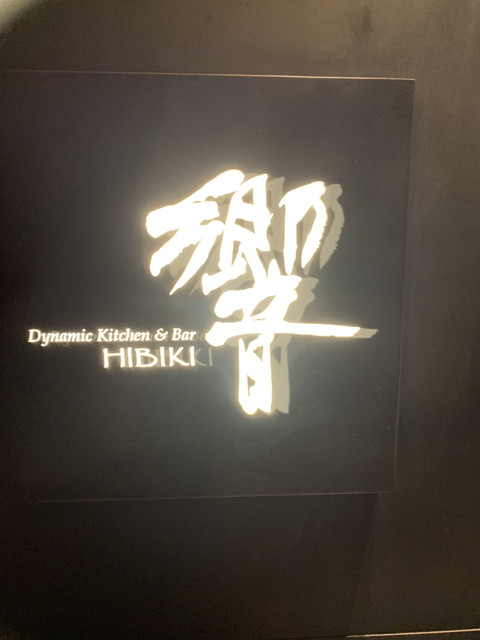 響
Dynamic Kitchen & Bar
HIBIKI